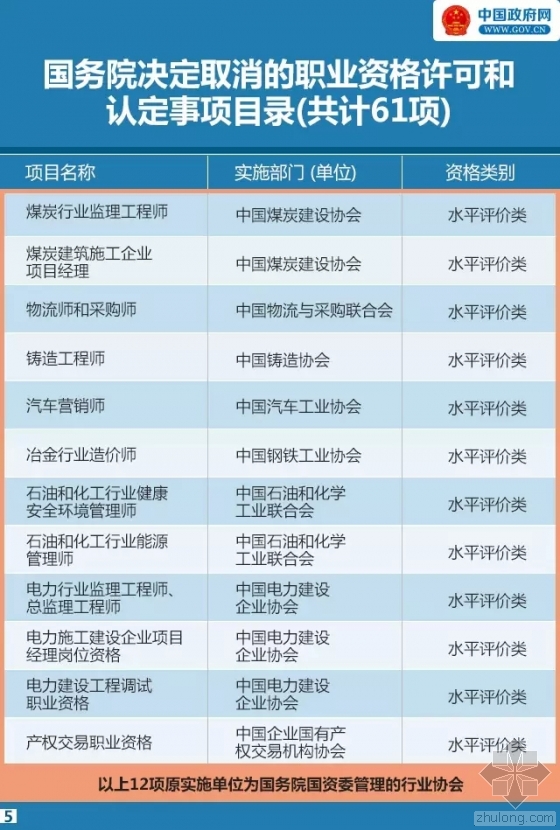 中国政府网
WWW.GOV.CN
国务院决定取消的职业资格许可和
认定事项目录(共计61项)
项目名称 实施部门 (单位) 资格类别
煤炭行业监理工程师 中国煤炭建设协会 水平评价类
煤炭建筑施工企业
项目经理 中国煤炭建设协会 水平评价类
物流师和采购师 中国物流与采购联合会 水平评价类
铸造工程师 中国铸造协会 水平评价类
汽车营销师 中国汽车工业协会 水平评价类
冶金行业造价师 中国钢铁工业协会 水平评价类
石油和化工行业健康
安全环境管理师 中国石油和化学
工业联合会 水平评价类
石油和化工行业能源
管理师 中国石油和化学
工业联合会 水平评价类
电力行业监理工程师、
总监理工程师 中国电力建设
企业协会 水平评价类
电力施工建设企业项目
经理岗位资格 中国电力建设
企业协会 水平评价类
电力建设工程调试
职业资格 中国电力建设
企业协会 水平评价类
产权交易职业资格 中国企业国有产
权交易机构协会 水平评价类
以上12项原实施单位为国务院国资委管理的行业协会
5
zhulong.com